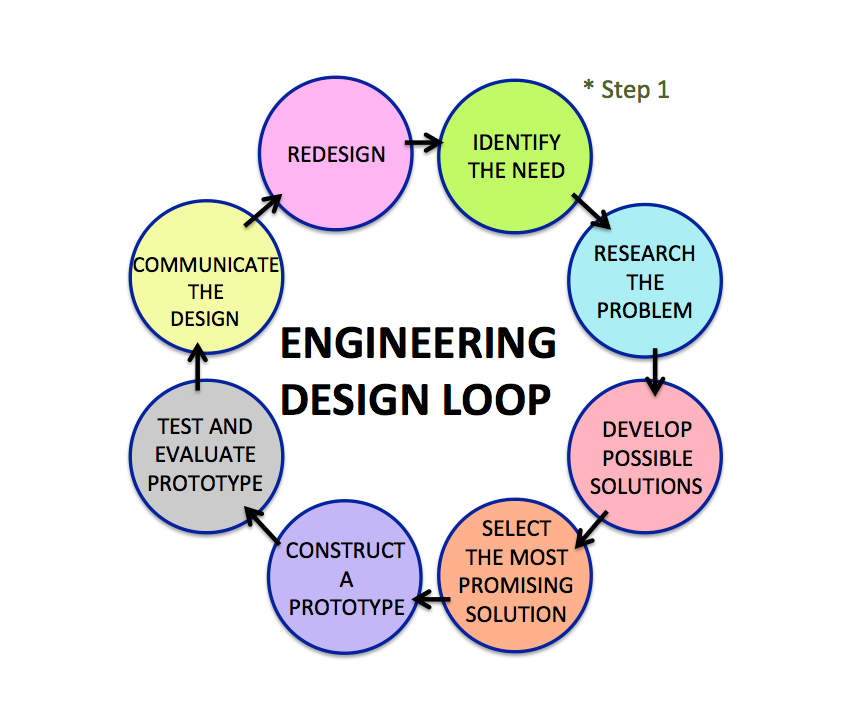 * Step 1
REDESIGN
IDENTIFY
THE NEED
RESEARCH
THE
PROBLEM
DEVELOP
POSSIBLE
SOLUTIONS
SELECT
THE MOST
PROMISING
SOLUTION
CONSTRUCT
A
PROTOTYPE
TEST AND
EVALUATE
PROTOTYPE
COMMUNICATE
THE
DESIGN
ENGINEERING
DESIGN LOOP